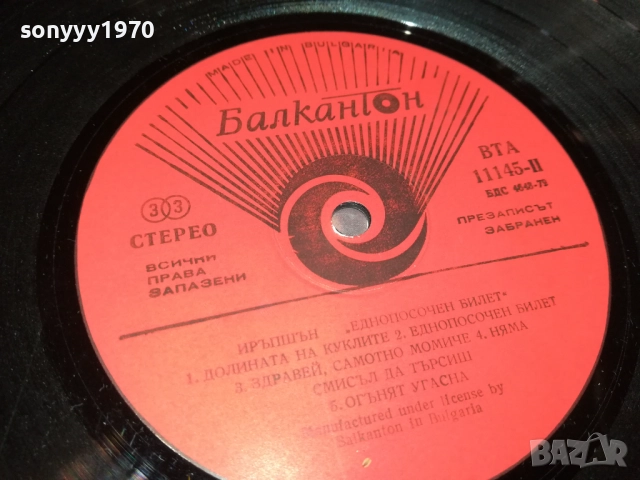 sonyyy1970
MADE IN BULGARIA
Балкантон
ВТА
11145-II
БДС 4648-79
33
СТЕРЕО
ПРЕЗАПИСЪТ
ЗАБРАНЕН
ВСИЧКИ
ПРАВА
ЗАПАЗЕНИ
ИРЪПШЪН „ЕДНОПОСОЧЕН БИЛЕТ“
1. ДОЛИНАТА НА КУКЛИТЕ 2. ЕДНОПОСОЧЕН БИЛЕТ
3. ЗДРАВЕЙ, САМОТНО МОМИЧЕ 4. НЯМА
СМИСЪЛ ДА ТЪРСИШ
5. ОГЪНЯТ УГАСНА
Manufactured under license by
Balkanton in Bulgaria
BAZAR